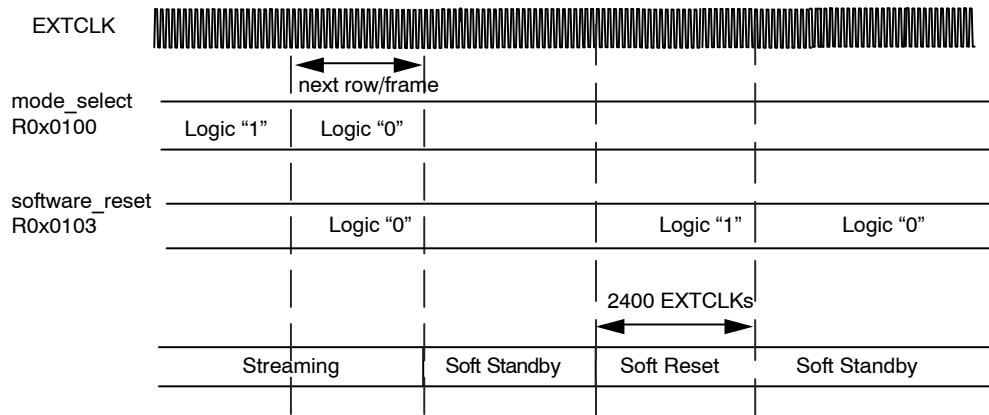 EXTCLK
next row/frame
mode_select
R0x0100
Logic “1” Logic “0”
software_reset
R0x0103
Logic “0” Logic “1” Logic “0”
2400 EXTCLKs
Streaming Soft Standby Soft Reset Soft Standby